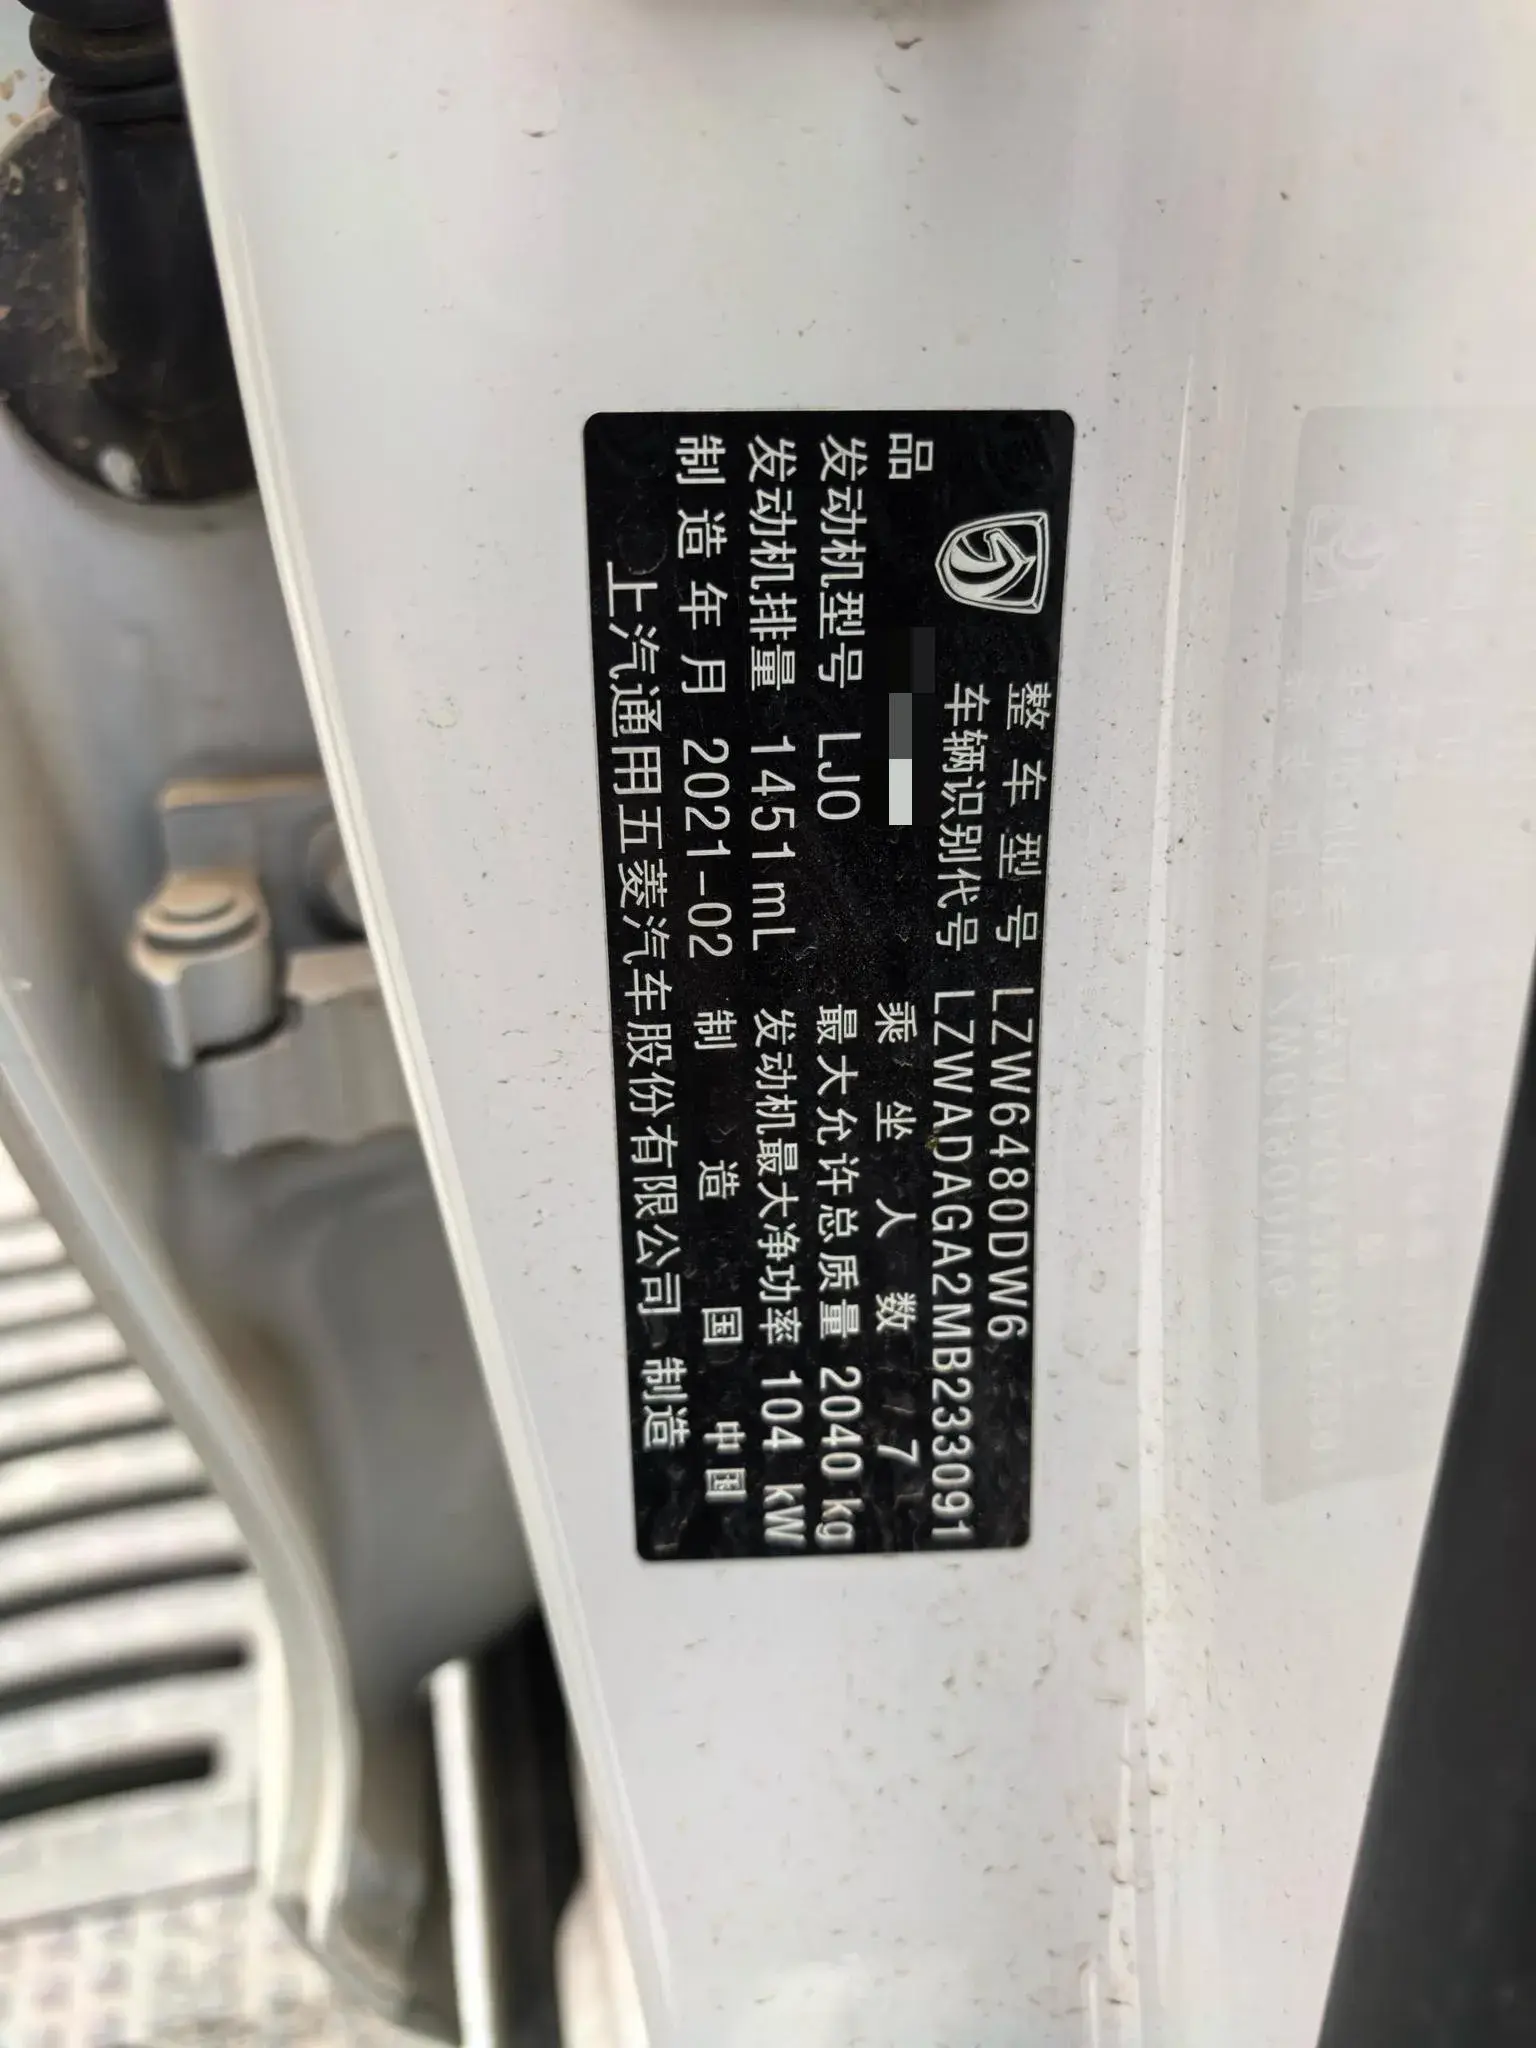 整车型号 LZW6480DW6
车辆识别代号 LZWADAGA2MB233091
品
乘坐人数 7
发动机型号 LJO
最大允许总质量 2040 kg
发动机排量 1451 mL
发动机最大净功率 104 kW
制造年月 2021-02
制造国 中国
上汽通用五菱汽车股份有限公司 制造